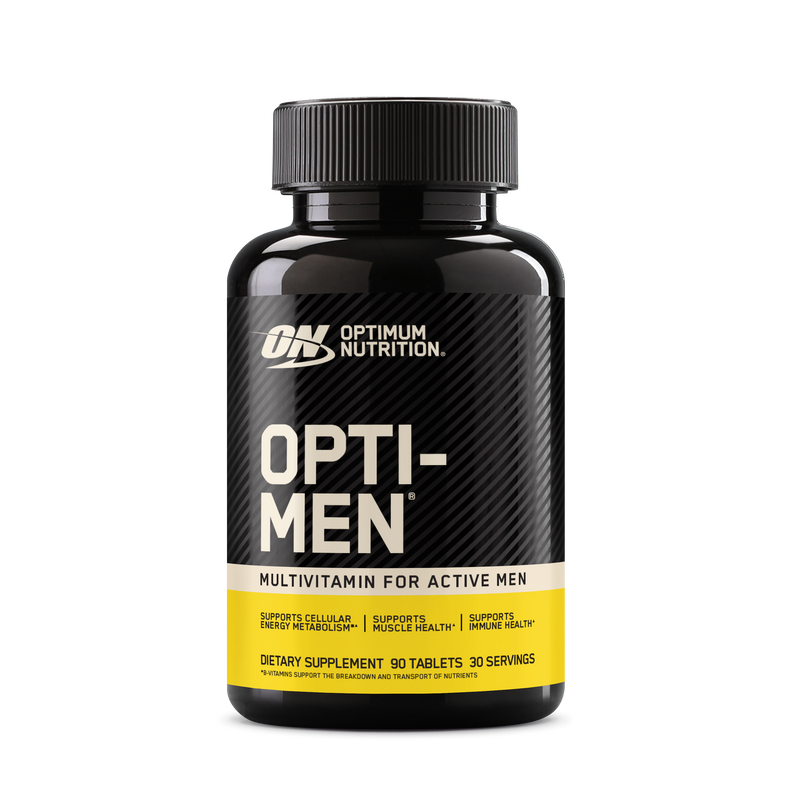 ON OPTIMUM
NUTRITION®
OPTI-
MEN®
MULTIVITAMIN FOR ACTIVE MEN
SUPPORTS CELLULAR
ENERGY METABOLISM*^
SUPPORTS
MUSCLE HEALTH^
SUPPORTS
IMMUNE HEALTH^
DIETARY SUPPLEMENT 90 TABLETS 30 SERVINGS
*B-VITAMINS SUPPORT THE BREAKDOWN AND TRANSPORT OF NUTRIENTS